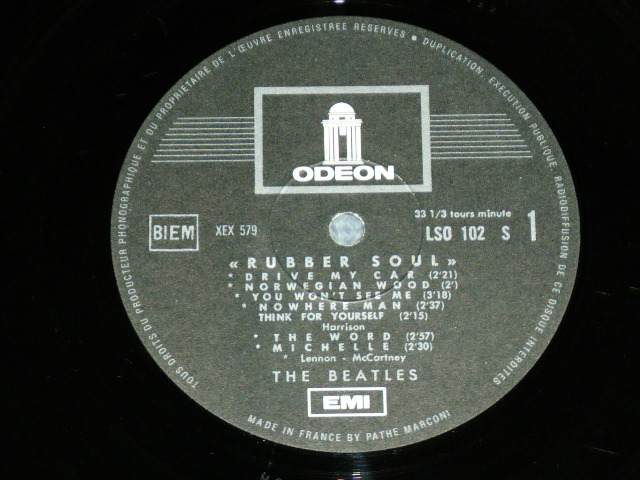 TOUS DROITS DU PRODUCTEUR PHONOGRAPHIQUE ET DU PROPRIETAIRE DE L'ŒUVRE ENREGISTREE RESERVES • DUPLICATION, EXECUTION PUBLIQUE, RADIODIFFUSION DE CE DISQUE INTERDITES
ODEON
33 1/3 tours minute
BIEM XEX 579 LSO 102 S 1
« RUBBER SOUL »
* DRIVE MY CAR (2'21)
* NORWEGIAN WOOD (2')
* YOU WON'T SEE ME (3'18)
* NOWHERE MAN (2'37)
THINK FOR YOURSELF (2'15)
Harrison
* THE WORD (2'57)
* MICHELLE (2'30)
* Lennon - McCartney
THE BEATLES
EMI
MADE IN FRANCE BY PATHE MARCONI